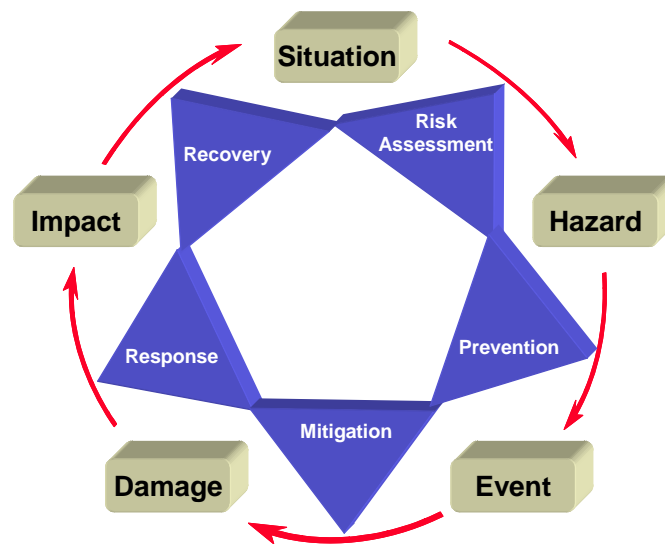 Situation
Risk
Assessment
Recovery
Impact
Hazard
Prevention
Response
Mitigation
Damage
Event